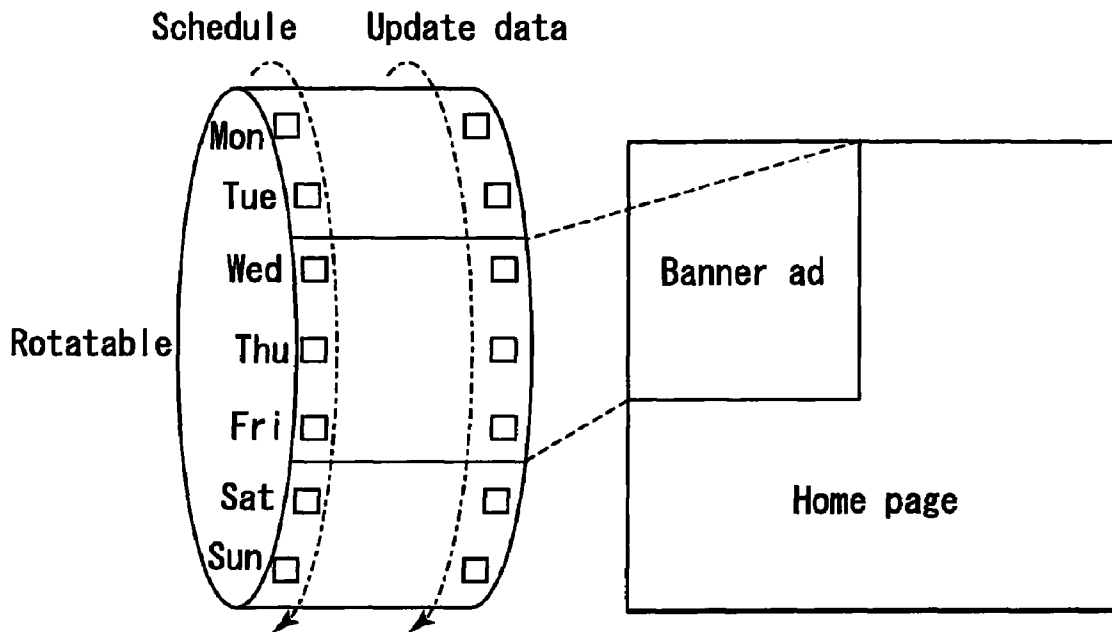 Schedule
Update data
Mon
Tue
Wed
Thu
Fri
Sat
Sun
Rotatable
Banner ad
Home page